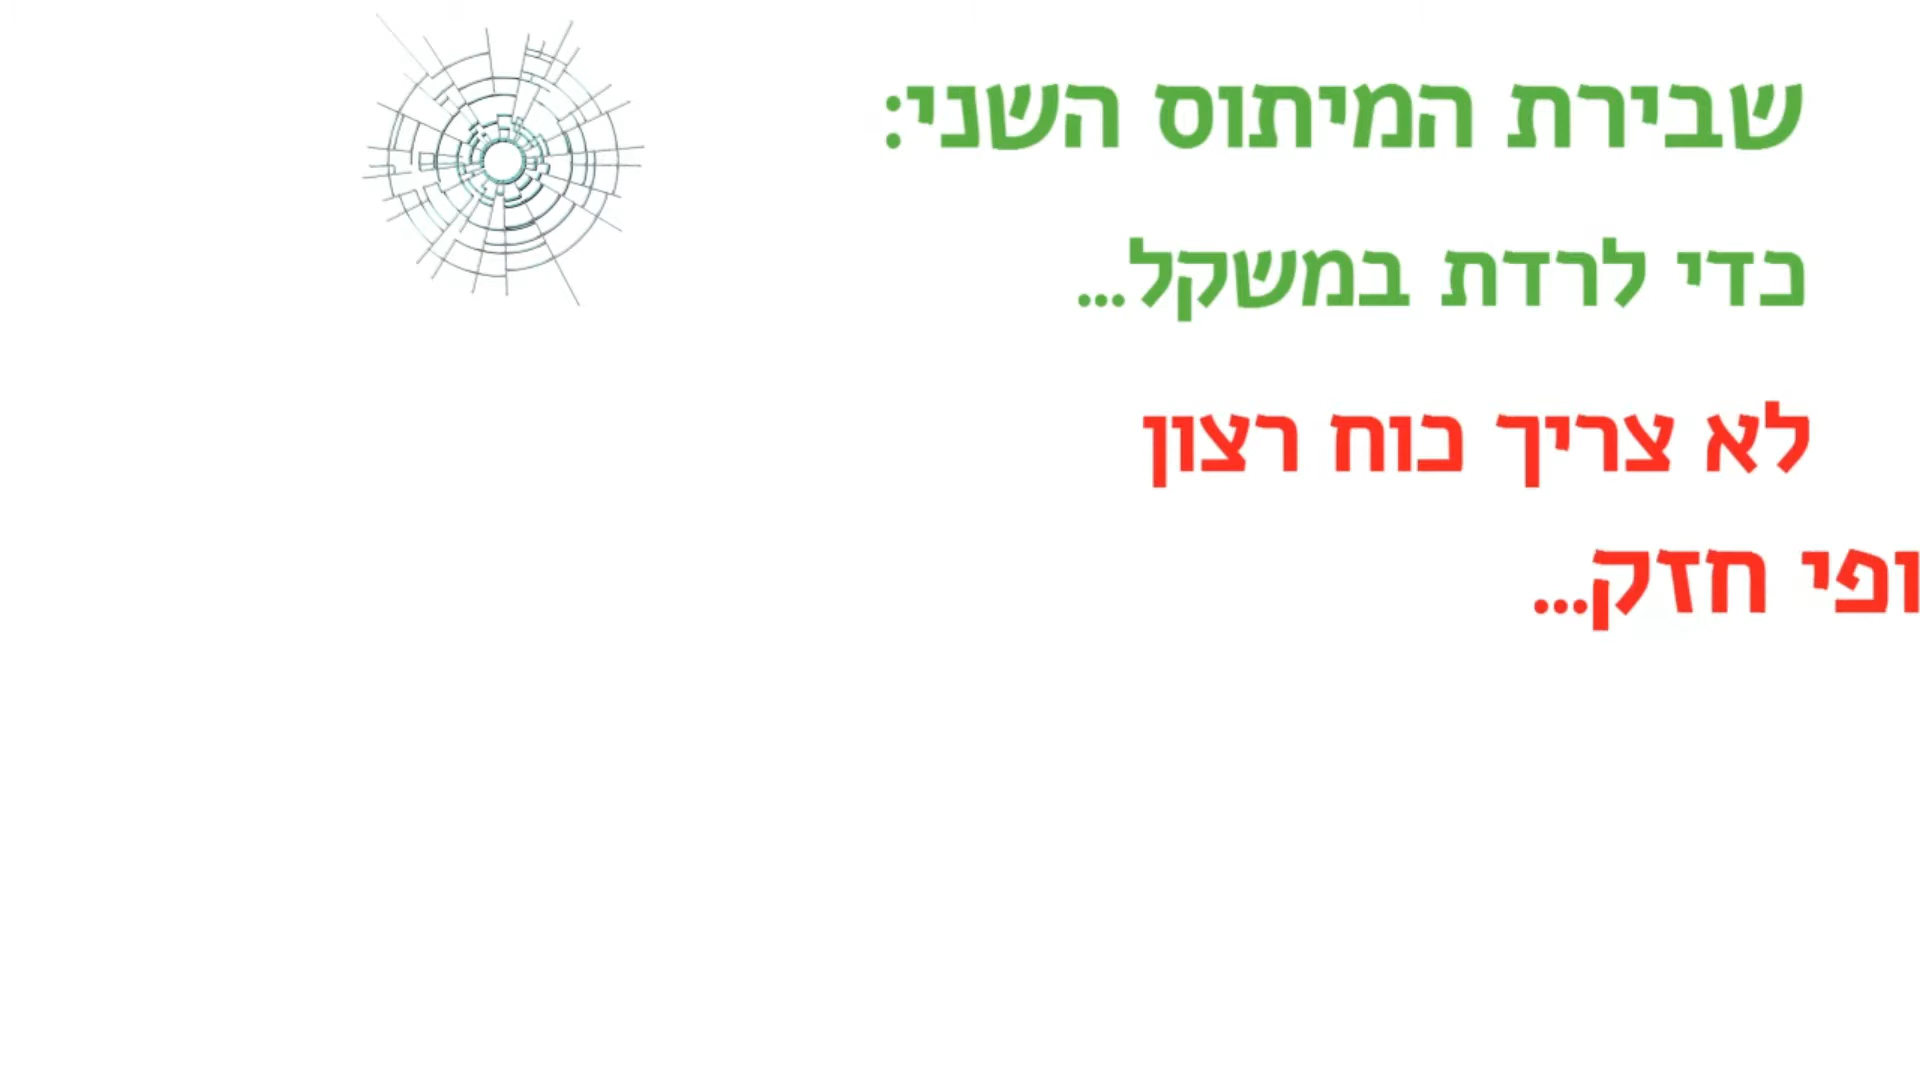 שבירת המיתוס השני:
כדי לרדת במשקל...
לא צריך כוח רצון
ופי חזק...